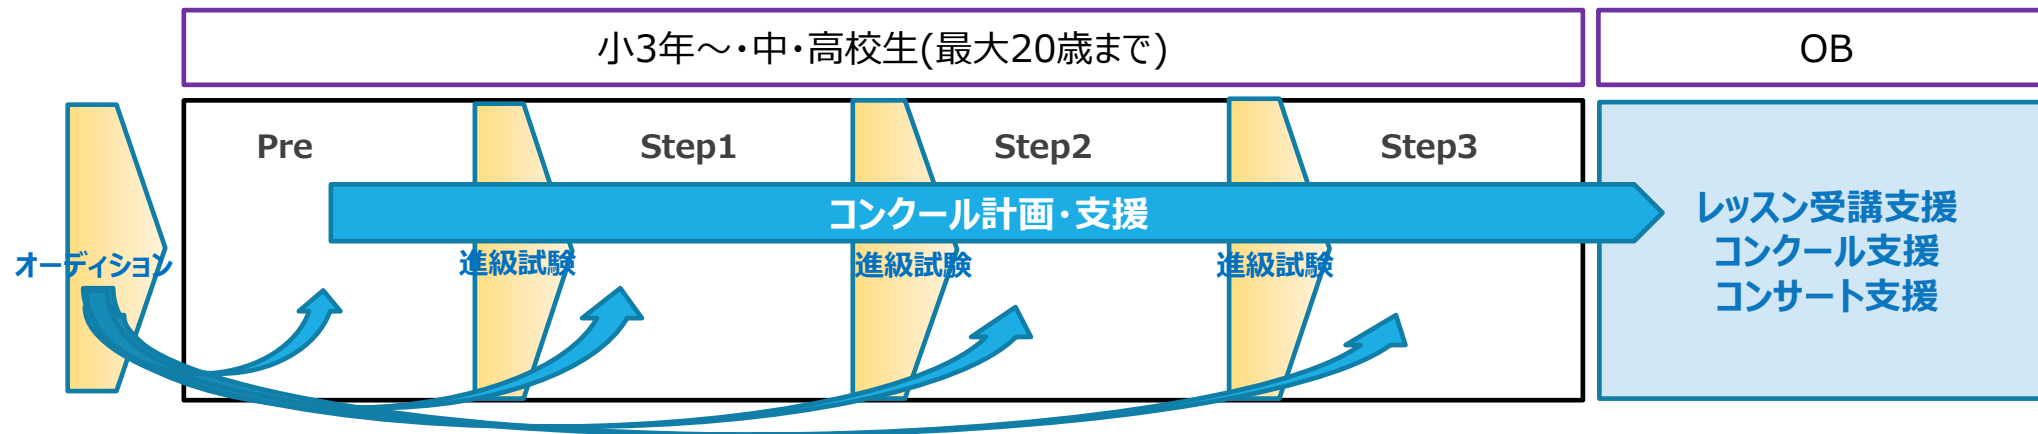 小3年～・中・高校生(最大20歳まで)
OB
Pre
Step1
Step2
Step3
コンクール計画・支援
オーディション
進級試験
進級試験
進級試験
レッスン受講支援
コンクール支援
コンサート支援